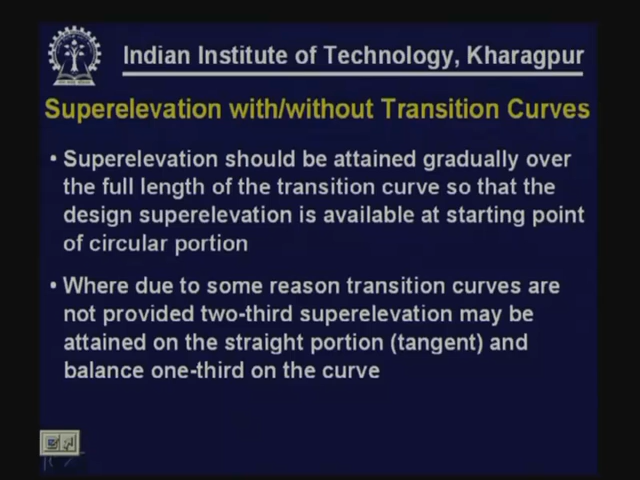 Indian Institute of Technology, Kharagpur
Superelevation with/without Transition Curves
• Superelevation should be attained gradually over
the full length of the transition curve so that the
design superelevation is available at starting point
of circular portion
• Where due to some reason transition curves are
not provided two-third superelevation may be
attained on the straight portion (tangent) and
balance one-third on the curve